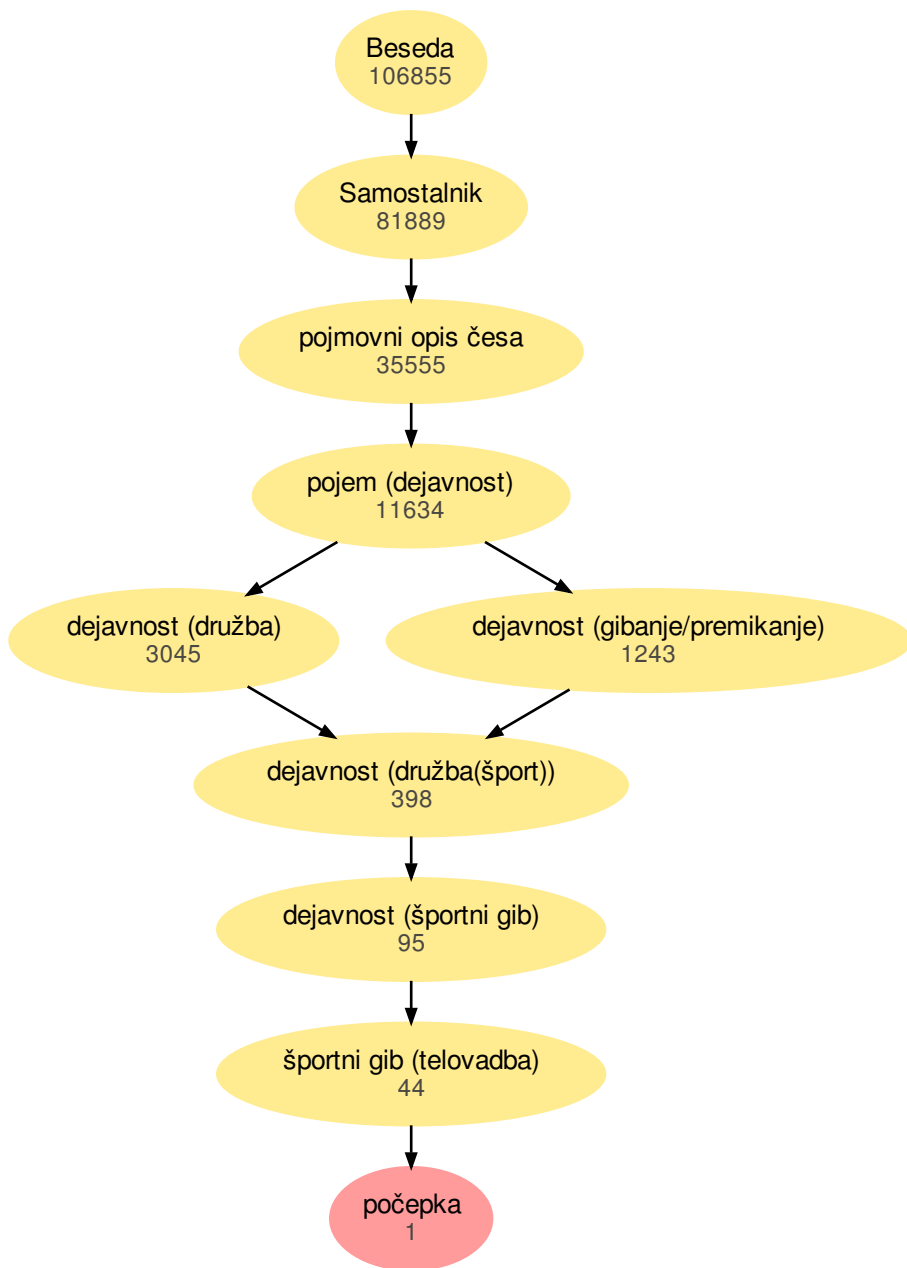 Beseda
106855
Samostalnik
81889
pojmovni opis česa
35555
pojem (dejavnost)
11634
dejavnost (družba)
3045
dejavnost (gibanje/premikanje)
1243
dejavnost (družba(šport))
398
dejavnost (športni gib)
95
športni gib (telovadba)
44
počepka
1